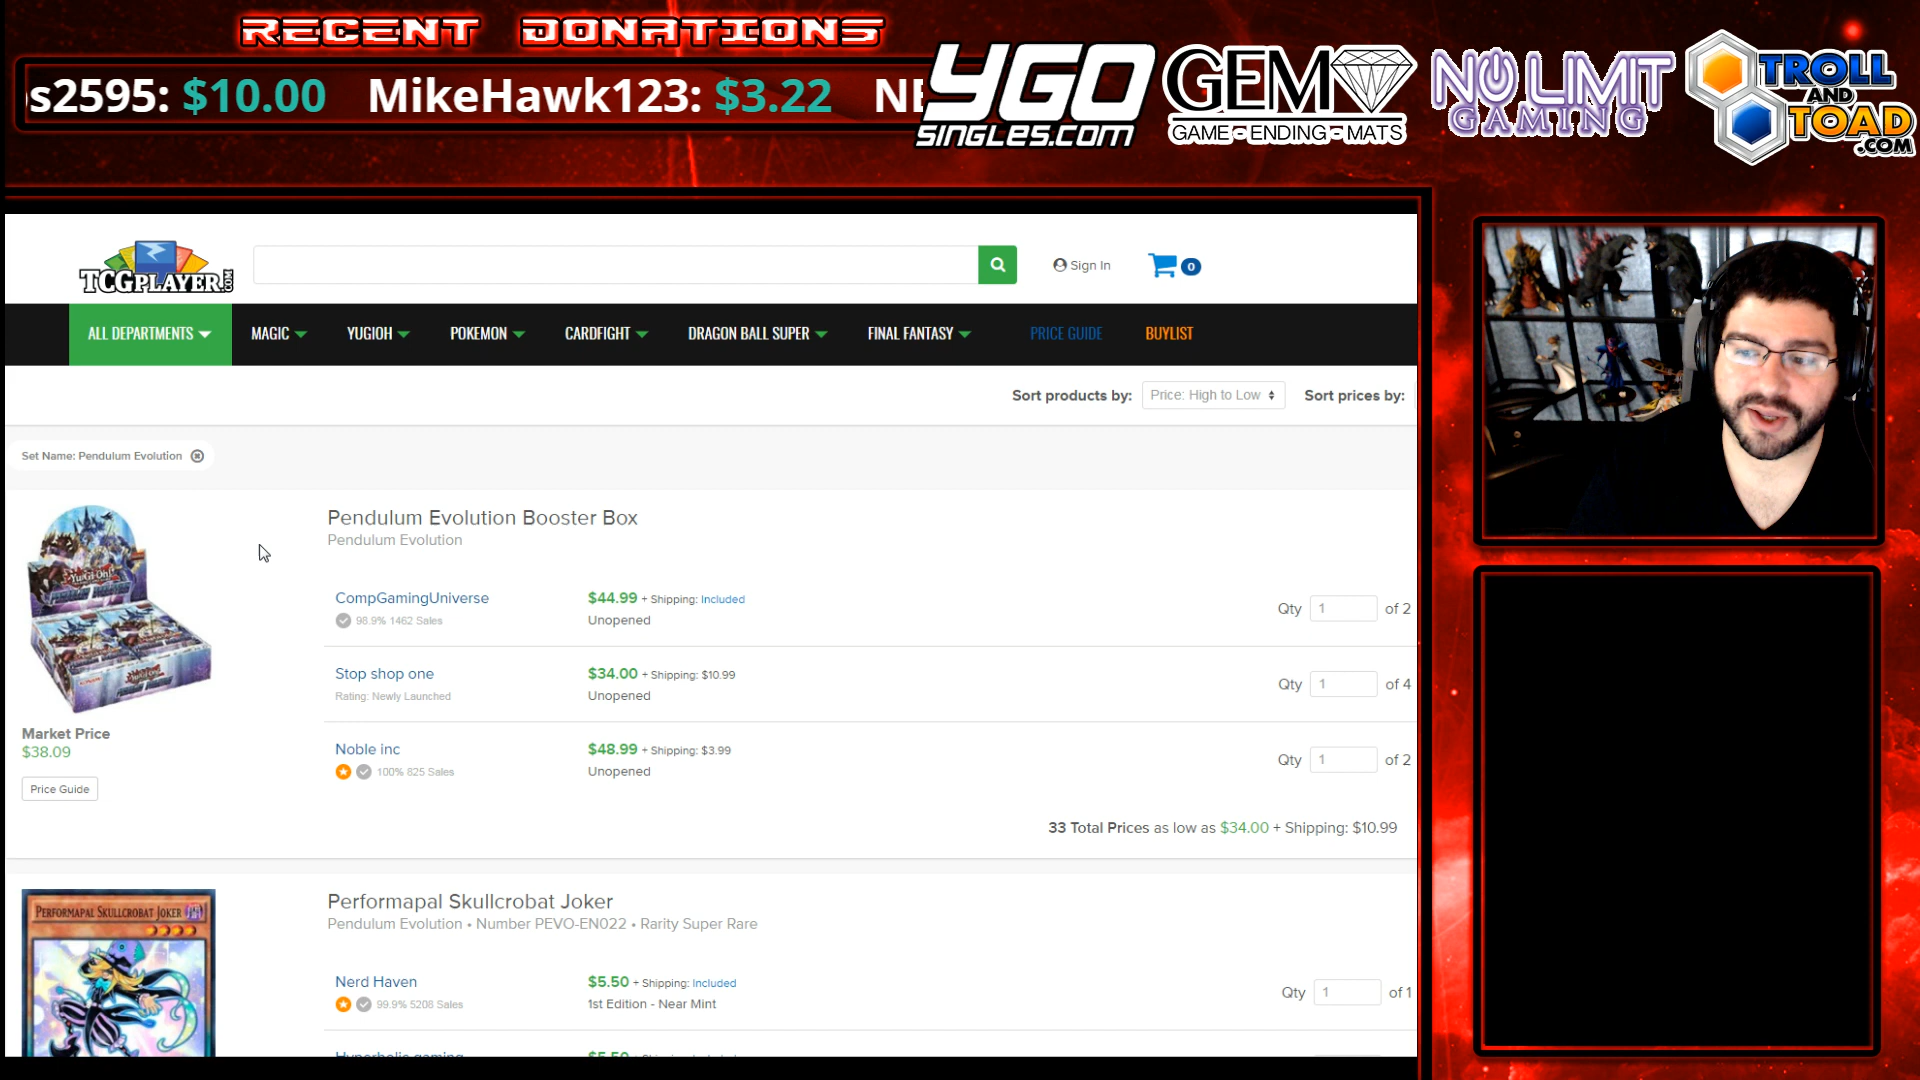 RECENT DONATIONS
s2595: $10.00 MikeHawk123: $3.22
YGO
SINGLES.COM
GEM
GAME-ENDING-MATS
NO LIMIT
GAMING
TROLL
AND
TOAD
.COM
TCGPLAYER.COM
Sign In
0
ALL DEPARTMENTS MAGIC YUGIOH POKEMON CARDFIGHT DRAGON BALL SUPER FINAL FANTASY PRICE GUIDE BUYLIST
Sort products by: Price: High to Low Sort prices by:
Set Name: Pendulum Evolution
Pendulum Evolution Booster Box
Pendulum Evolution
CompGamingUniverse $44.99 + Shipping: Included
98.9% 1462 Sales Unopened
Qty 1 of 2
Stop shop one $34.00 + Shipping: $10.99
Rating: Newly Launched Unopened
Qty 1 of 4
Yu-Gi-Oh!
PENDULUM EVOLUTION
Market Price
$38.09
Price Guide
Noble inc $48.99 + Shipping: $3.99
100% 825 Sales Unopened
Qty 1 of 2
33 Total Prices as low as $34.00 + Shipping: $10.99
PERFORMAPAL SKULLCROBAT JOKER
Performapal Skullcrobat Joker
Pendulum Evolution • Number PEVO-EN022 • Rarity Super Rare
Nerd Haven $5.50 + Shipping: Included
99.9% 5208 Sales 1st Edition - Near Mint
Qty 1 of 1